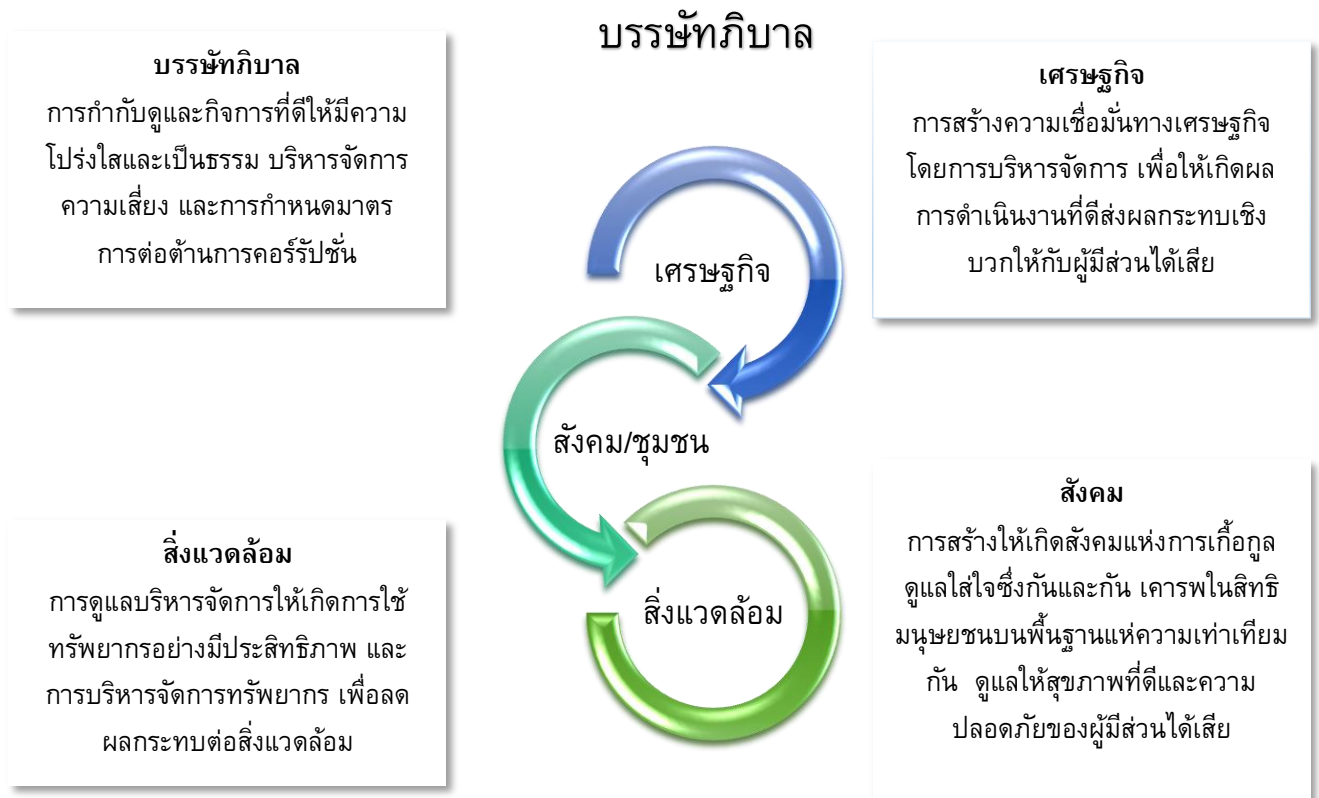 บรรษัทภิบาล
บรรษัทภิบาล
การกำกับดูและกิจการที่ดีให้มีความ
โปร่งใสและเป็นธรรม บริหารจัดการ
ความเสี่ยง และการกำหนดมาตร
การต่อต้านการคอร์รัปชั่น
เศรษฐกิจ
การสร้างความเชื่อมั่นทางเศรษฐกิจ
โดยการบริหารจัดการ เพื่อให้เกิดผล
การดำเนินงานที่ดีส่งผลกระทบเชิง
บวกให้กับผู้มีส่วนได้เสีย
เศรษฐกิจ
สังคม/ชุมชน
สิ่งแวดล้อม
สิ่งแวดล้อม
การดูแลบริหารจัดการให้เกิดการใช้
ทรัพยากรอย่างมีประสิทธิภาพ และ
การบริหารจัดการทรัพยากร เพื่อลด
ผลกระทบต่อสิ่งแวดล้อม
สังคม
การสร้างให้เกิดสังคมแห่งการเกื้อกูล
ดูแลใส่ใจซึ่งกันและกัน เคารพในสิทธิ
มนุษยชนบนพื้นฐานแห่ความเท่าเทียม
กัน ดูแลให้สุขภาพที่ดีและความ
ปลอดภัยของผู้มีส่วนได้เสีย